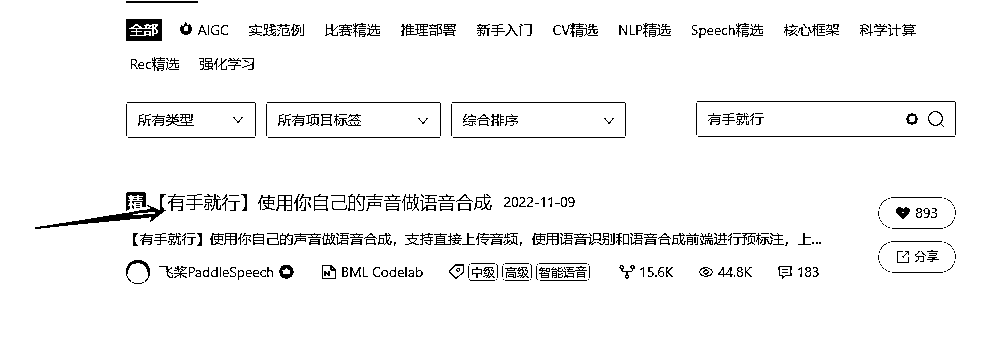 全部 AIGC 实践范例 比赛精选 推理部署 新手入门 CV精选 NLP精选 Speech精选 核心框架 科学计算
Rec精选 强化学习
所有类型 所有项目标签 综合排序 有手就行
精 【有手就行】使用你自己的声音做语音合成 2022-11-09
893
【有手就行】使用你自己的声音做语音合成，支持直接上传音频，使用语音识别和语音合成前端进行预标注，上...
分享
飞桨PaddleSpeech BML Codelab 中级 高级 智能语音 15.6K 44.8K 183